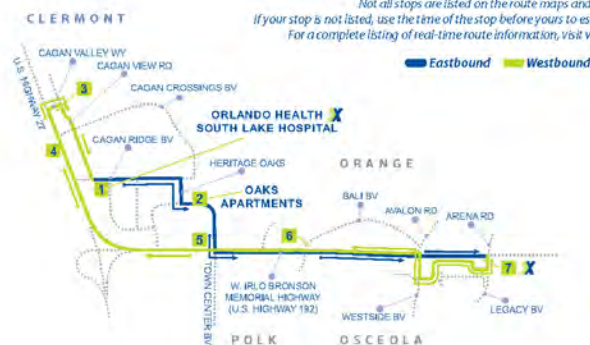 Not all stops are listed on the route maps and
if your stop is not listed, use the time of the stop before yours to es
For a complete listing of real-time route information, visit w
Eastbound Westbound
CLERMONT
CAGAN VALLEY WY
CAGAN VIEW RD
U.S. HIGHWAY 27
3
CAGAN CROSSINGS BV
ORLANDO HEALTH
SOUTH LAKE HOSPITAL
4
CAGAN RIDGE BV
HERITAGE OAKS
ORANGE
1
2
OAKS
APARTMENTS
BALI BV
AVALON RD
ARENA RD
5
6
7
W. IRLO BRONSON
MEMORIAL HIGHWAY
(U.S. HIGHWAY 192)
TOWN CENTER BV
WESTSIDE BV
LEGACY BV
POLK
OSCEOLA